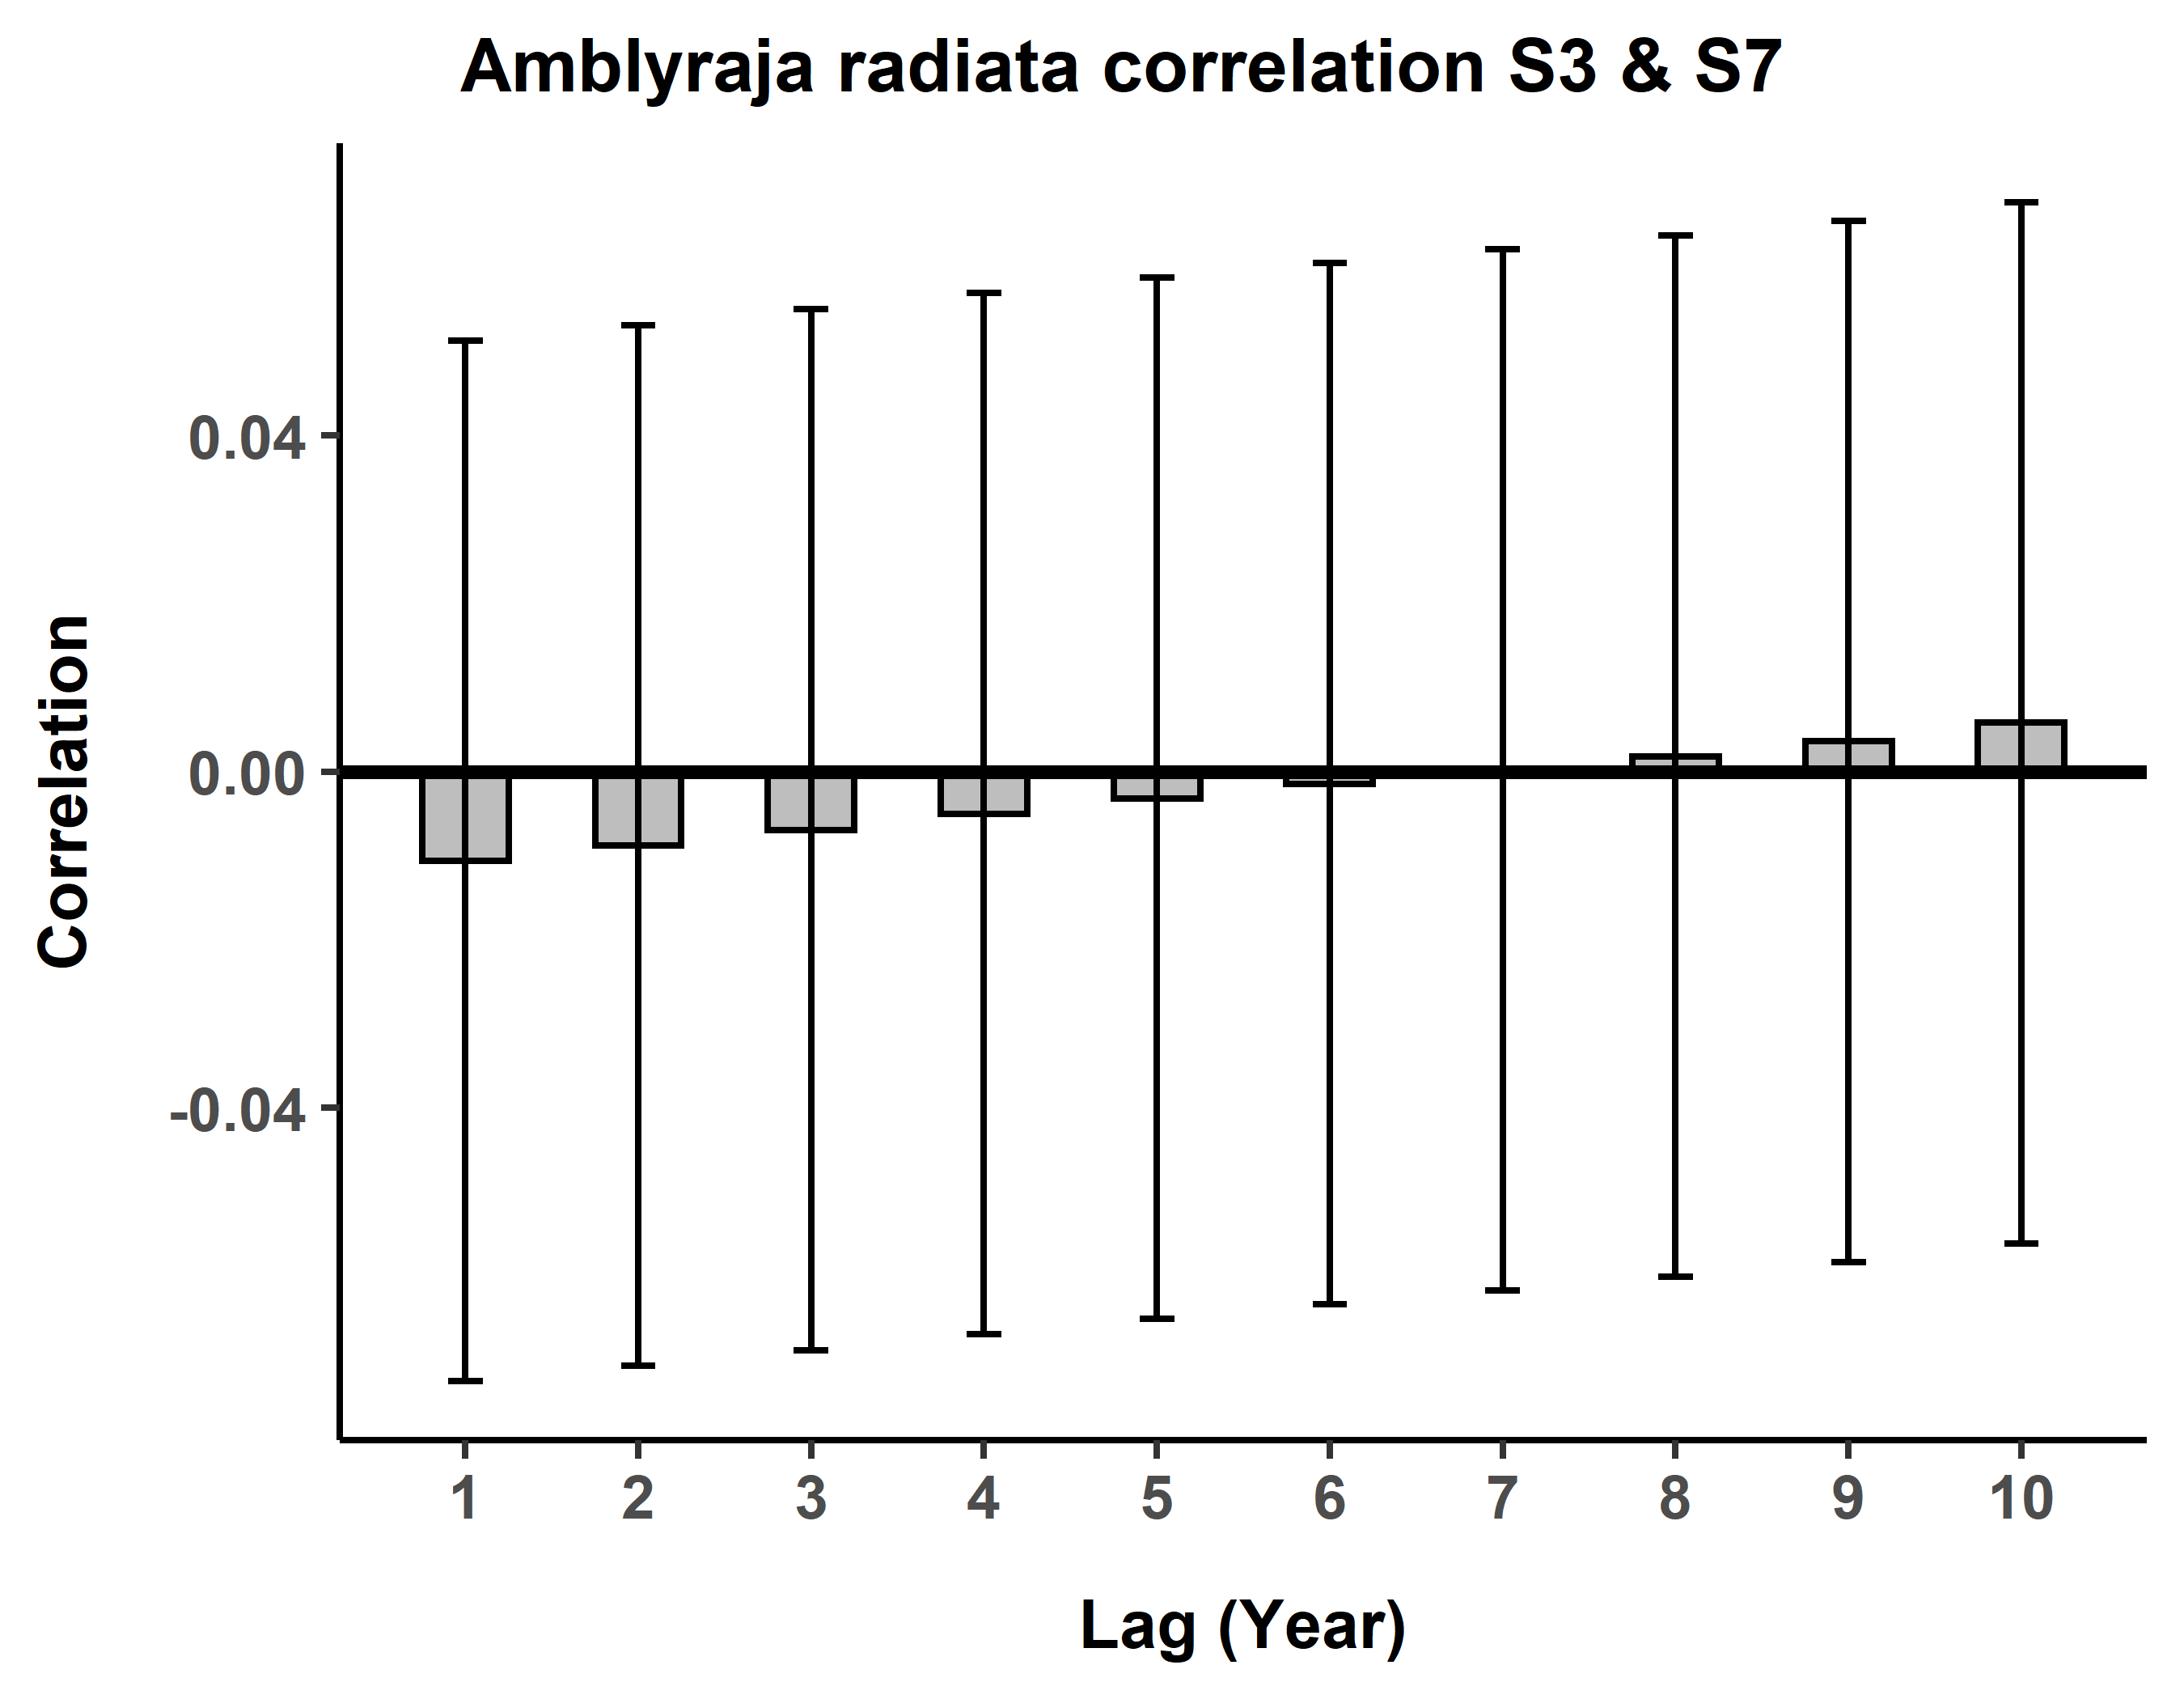 Amblyraja radiata correlation S3 & S7
Correlation
0.04
0.00
-0.04
1 2 3 4 5 6 7 8 9 10
Lag (Year)